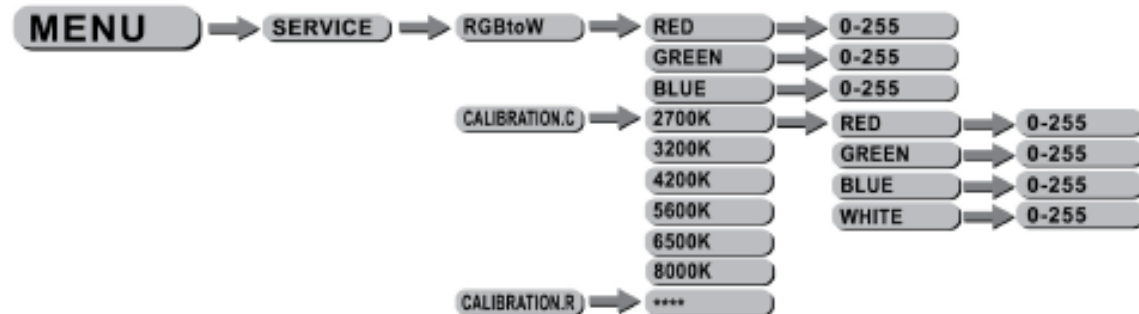 MENU SERVICE RGBtoW RED 0-255
GREEN 0-255
BLUE 0-255
CALIBRATION.C 2700K RED 0-255
3200K GREEN 0-255
4200K BLUE 0-255
5600K WHITE 0-255
6500K
8000K
CALIBRATION.R ****